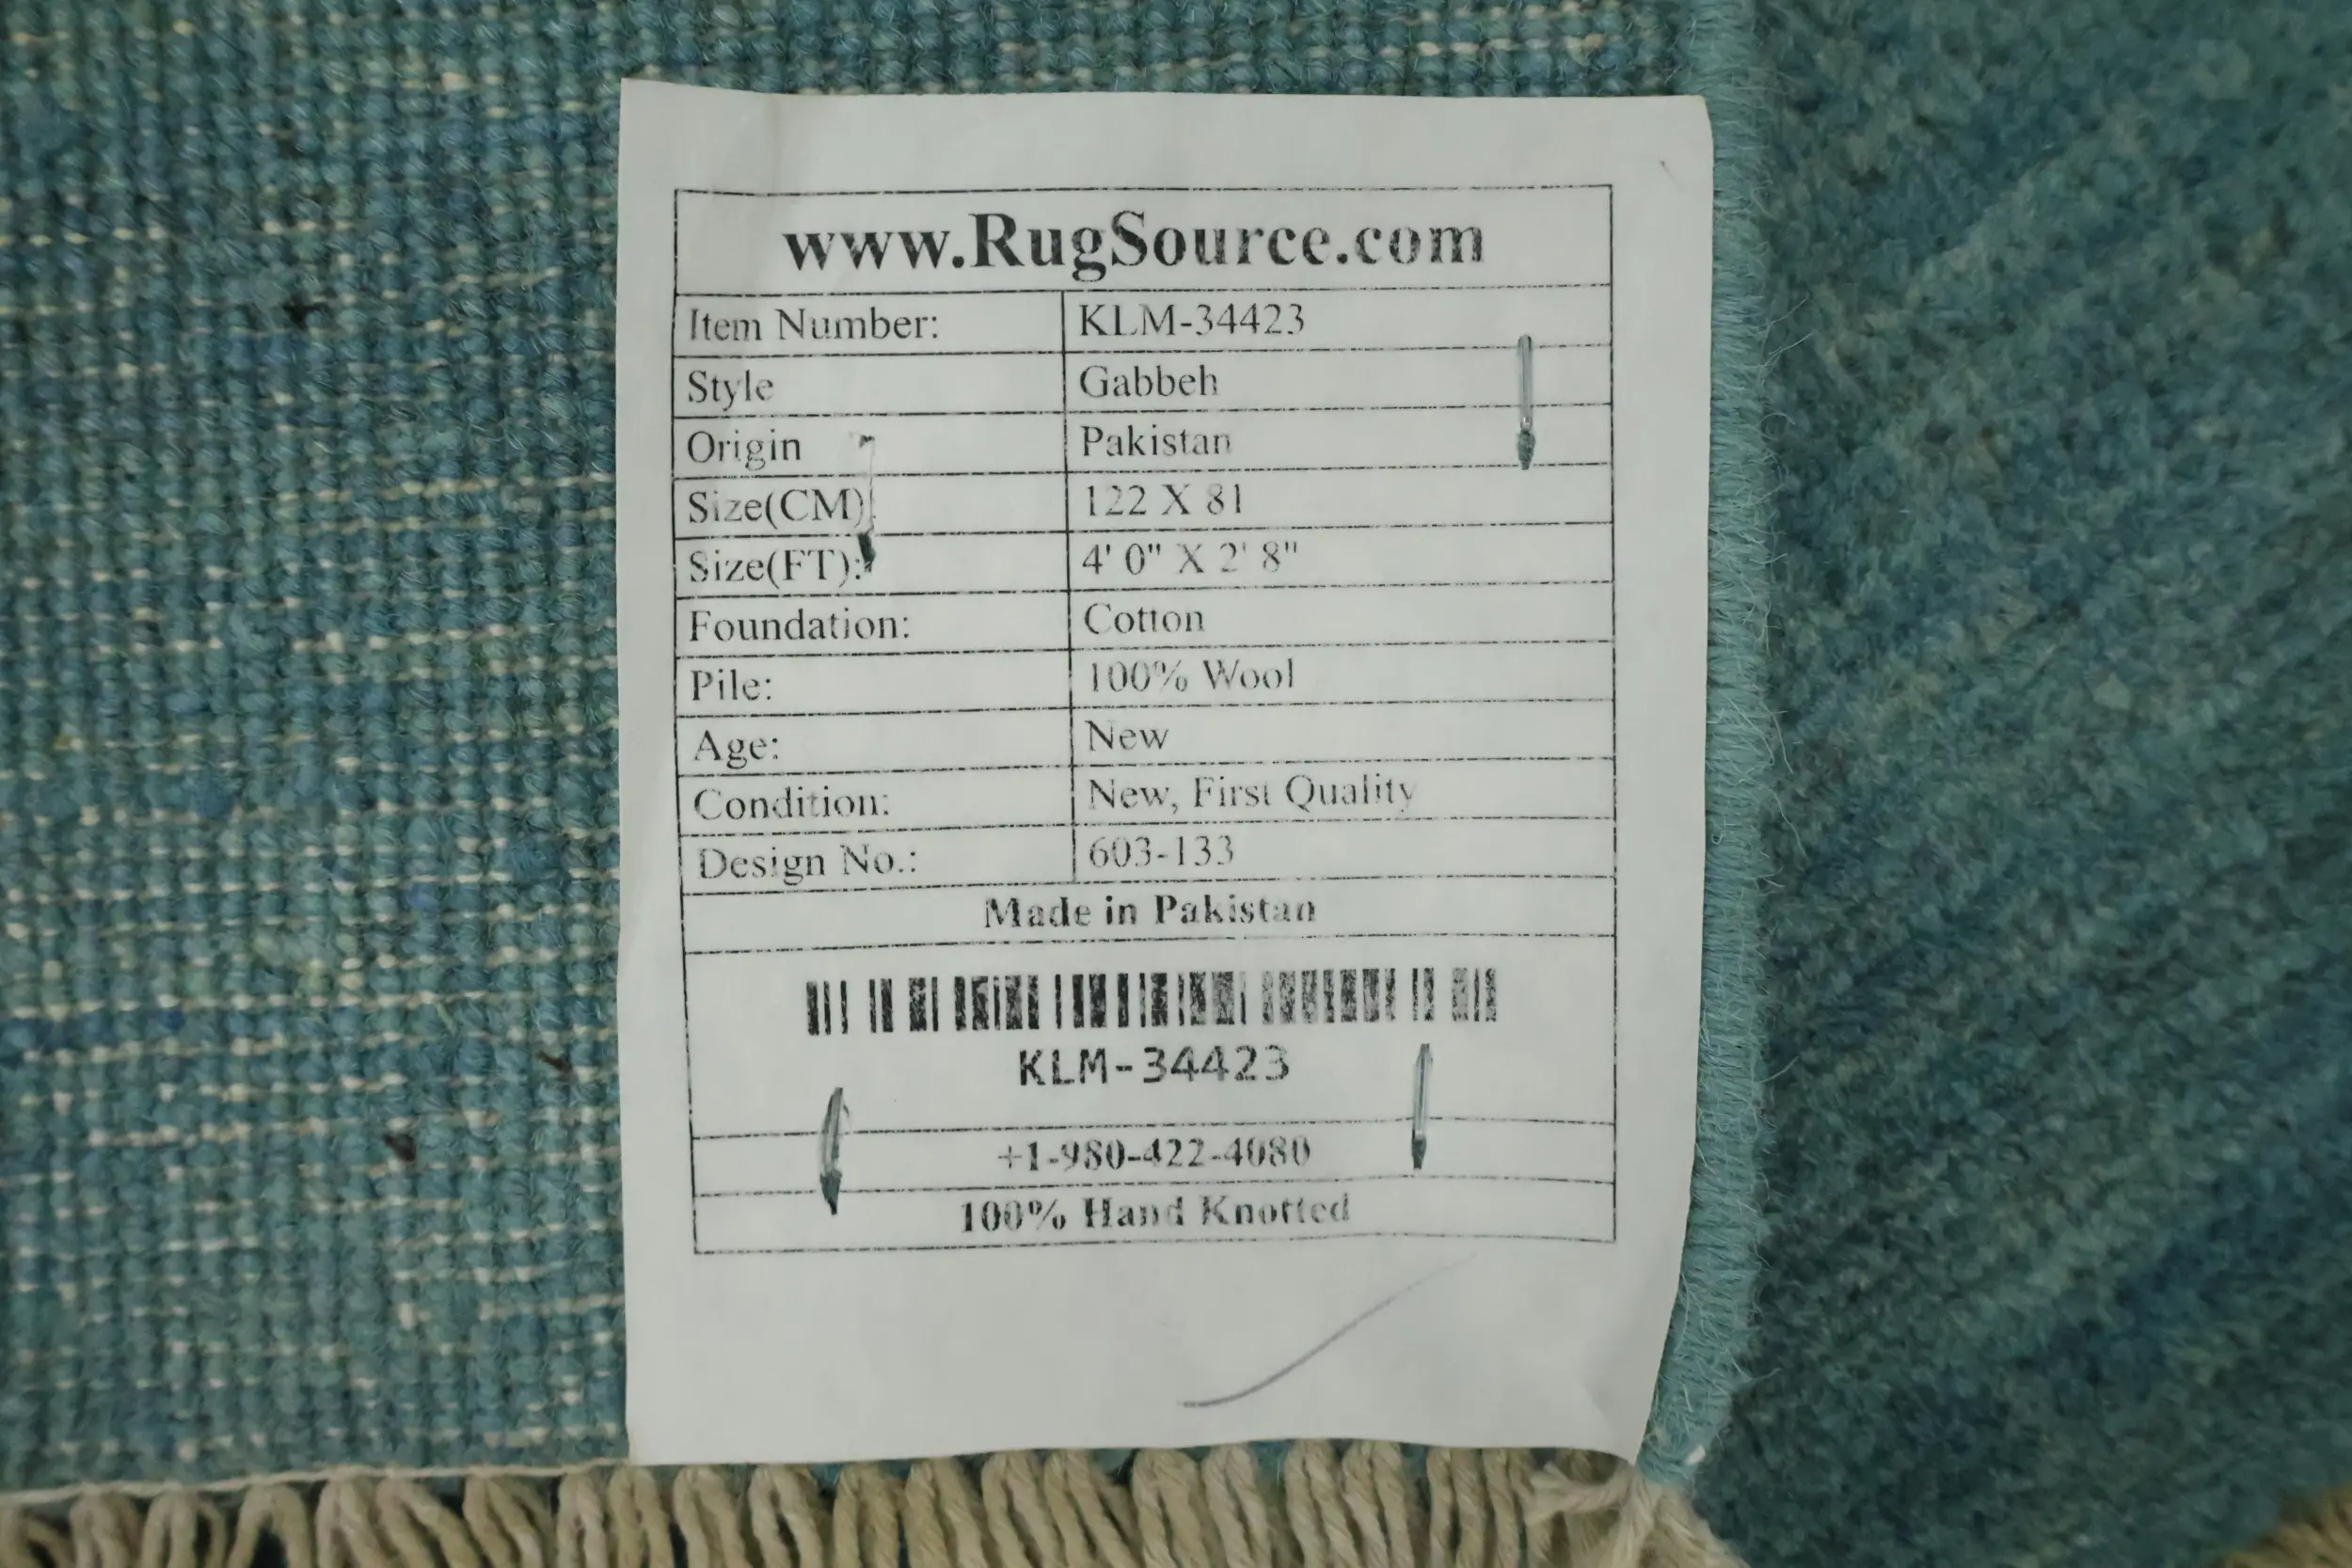 www.RugSource.com
Item Number: KLM-34423
Style Gabbeh
Origin Pakistan
Size(CM) 122 X 81
Size(FT): 4' 0" X 2' 8"
Foundation: Cotton
Pile: 100% Wool
Age: New
Condition: New, First Quality
Design No.: 603-133
Made in Pakistan
KLM-34423
+1-980-422-4080
100% Hand Knotted